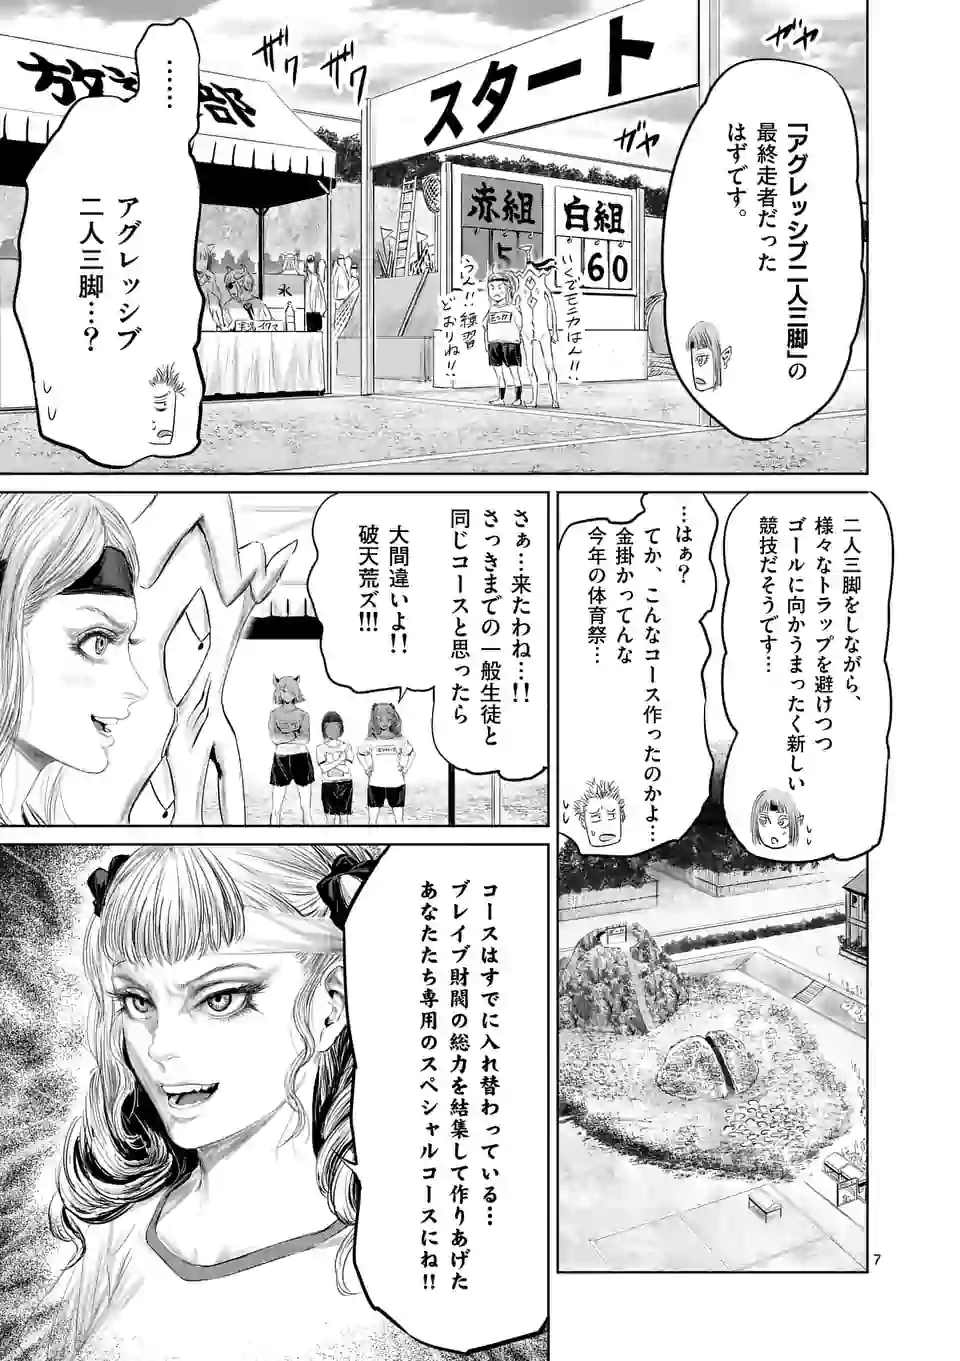 「アグレッシブ二人三脚」の
最終走者だった
はずです。
ガヤ
ガヤ
スタート
ザワ
ザワ
赤組
5
白組
60
いくでモニカはん!!
うん!!練習
どおりね!!
モニカ
水
……
アグレッシブ
二人三脚…?
二人三脚をしながら、
様々なトラップを避けつつ
ゴールに向かうまったく新しい
競技だそうです…
…はぁ?
てか、こんなコース作ったのかよ…
金掛かってんな
今年の体育祭…
さぁ…来たわね…!!
さっきまでの一般生徒と
同じコースと思ったら
大間違いよ!!
破天荒ズ!!!
コースはすでに入れ替わっている…
ブレイブ財閥の総力を結集して作りあげた
あなたたち専用のスペシャルコースにね!!
7